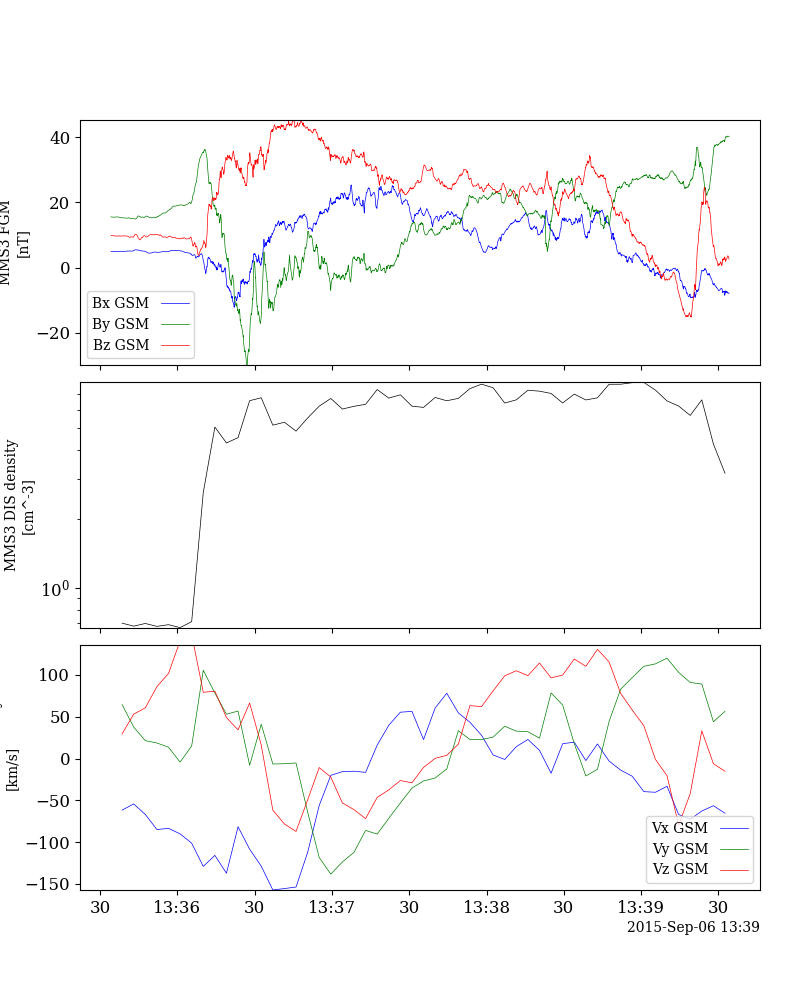 40
20
0
−20
MMS3 FGM
[nT]
Bx GSM
By GSM
Bz GSM
10^0
MMS3 DIS density
[cm^-3]
100
50
0
−50
−100
−150
[km/s]
Vx GSM
Vy GSM
Vz GSM
30 13:36 30 13:37 30 13:38 30 13:39 30
2015-Sep-06 13:39